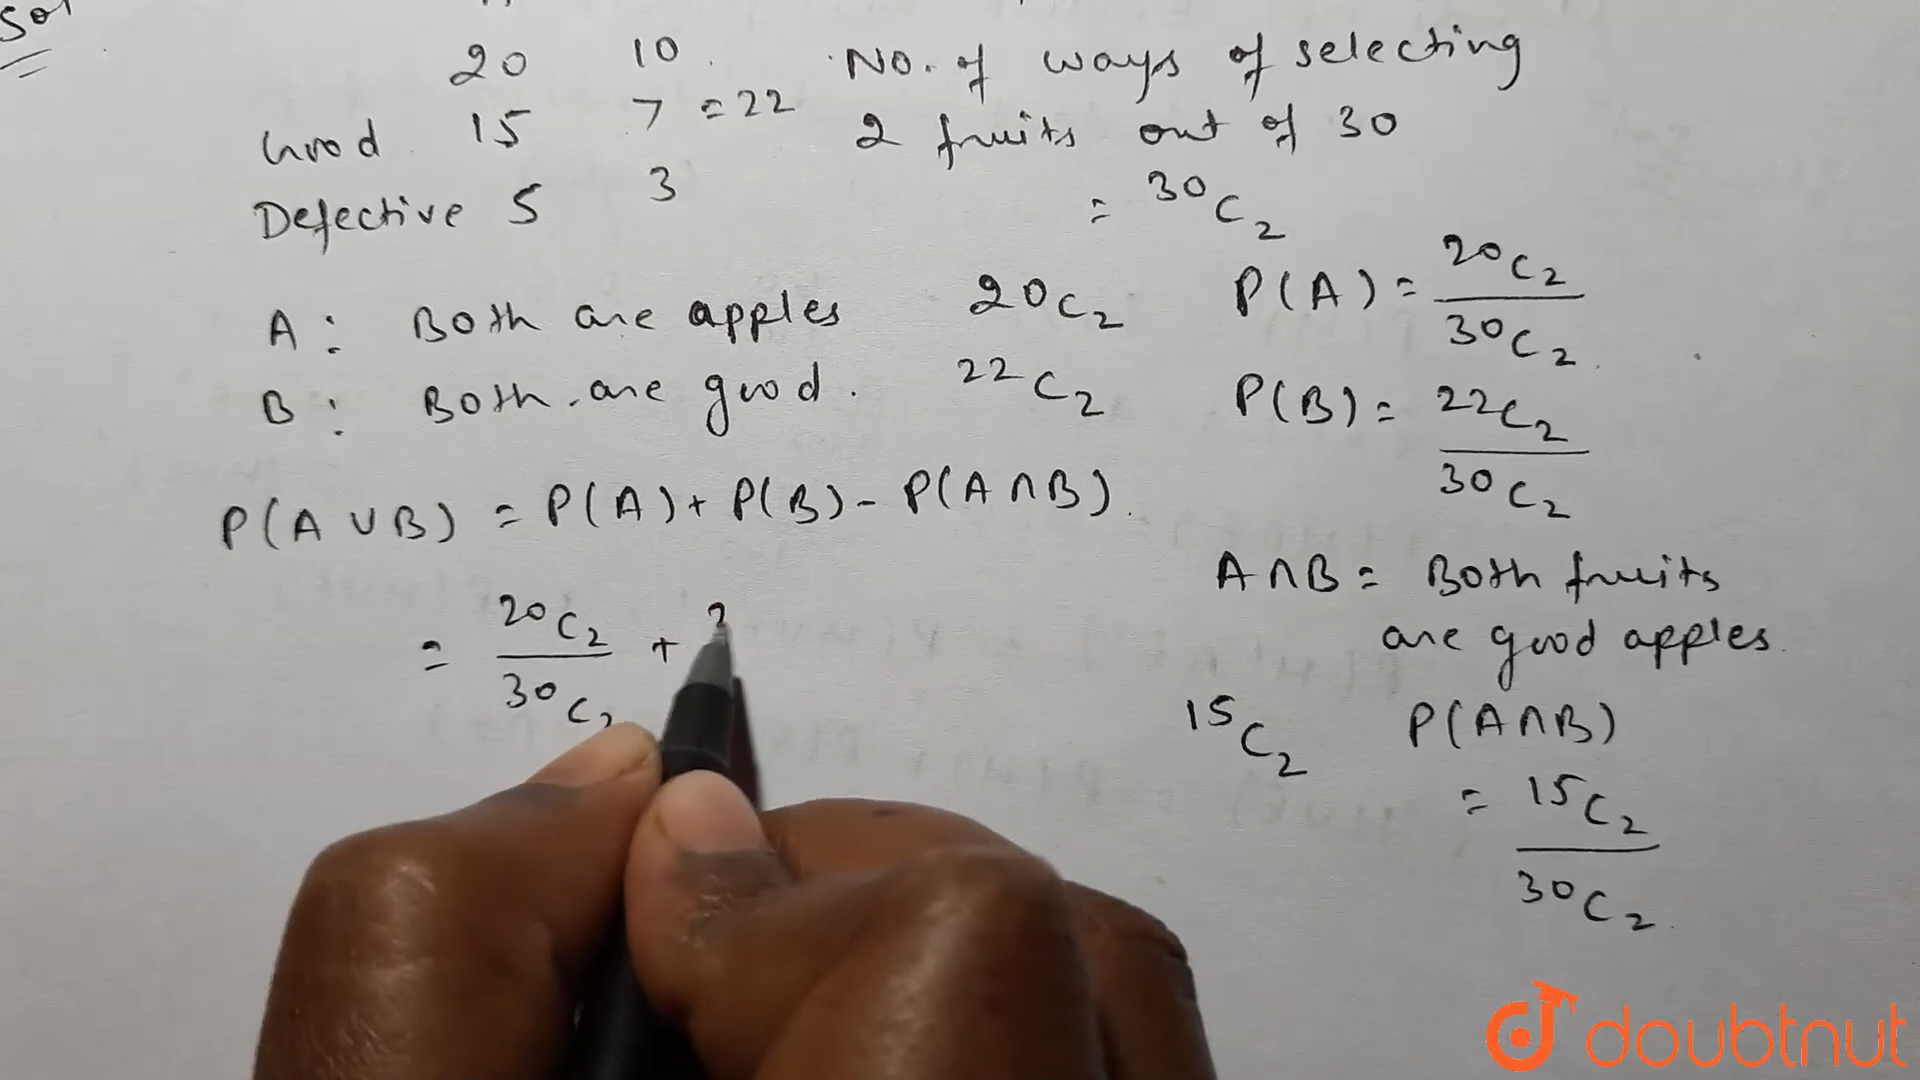 Sol
20 10
Good 15 7 = 22
Defective 5 3
No. of ways of selecting
2 fruits out of 30
= 30C2
A : Both are apples 20C2
B : Both are good. 22C2
P(A) = 20C2 / 30C2
P(B) = 22C2 / 30C2
P(A∪B) = P(A) + P(B) - P(A∩B).
= 20C2 / 30C2 + 2
A∩B = Both fruits
are good apples.
15C2 P(A∩B)
= 15C2 / 30C2.
doubtnut